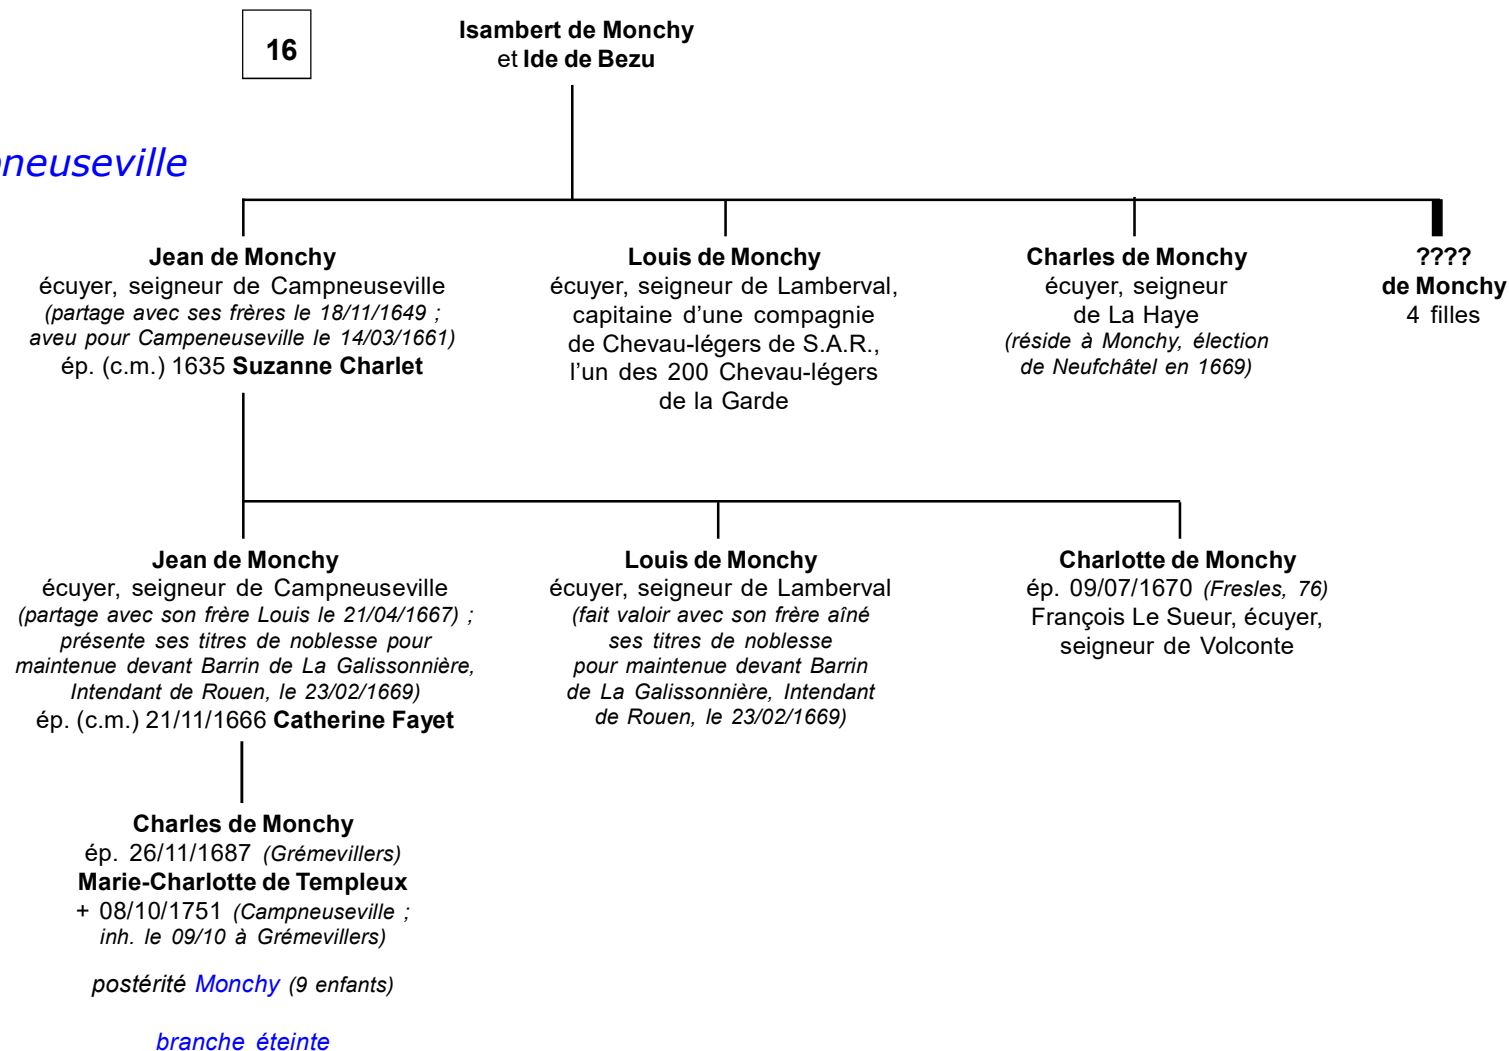 16
Isambert de Monchy
et Ide de Bezu
neuseville
Jean de Monchy
écuyer, seigneur de Campneuseville
(partage avec ses frères le 18/11/1649 ;
aveu pour Campeneuseville le 14/03/1661)
ép. (c.m.) 1635 Suzanne Charlet
Louis de Monchy
écuyer, seigneur de Lamberval,
capitaine d’une compagnie
de Chevau-légers de S.A.R.,
l’un des 200 Chevau-légers
de la Garde
Charles de Monchy
écuyer, seigneur
de La Haye
(réside à Monchy, élection
de Neufchâtel en 1669)
????
de Monchy
4 filles
Jean de Monchy
écuyer, seigneur de Campneuseville
(partage avec son frère Louis le 21/04/1667) ;
présente ses titres de noblesse pour
maintenue devant Barrin de La Galissonnière,
Intendant de Rouen, le 23/02/1669)
ép. (c.m.) 21/11/1666 Catherine Fayet
Louis de Monchy
écuyer, seigneur de Lamberval
(fait valoir avec son frère aîné
ses titres de noblesse
pour maintenue devant Barrin
de La Galissonnière, Intendant
de Rouen, le 23/02/1669)
Charlotte de Monchy
ép. 09/07/1670 (Fresles, 76)
François Le Sueur, écuyer,
seigneur de Volconte
Charles de Monchy
ép. 26/11/1687 (Grémevillers)
Marie-Charlotte de Templeux
+ 08/10/1751 (Campneuseville ;
inh. le 09/10 à Grémevillers)
postérité Monchy (9 enfants)
branche éteinte